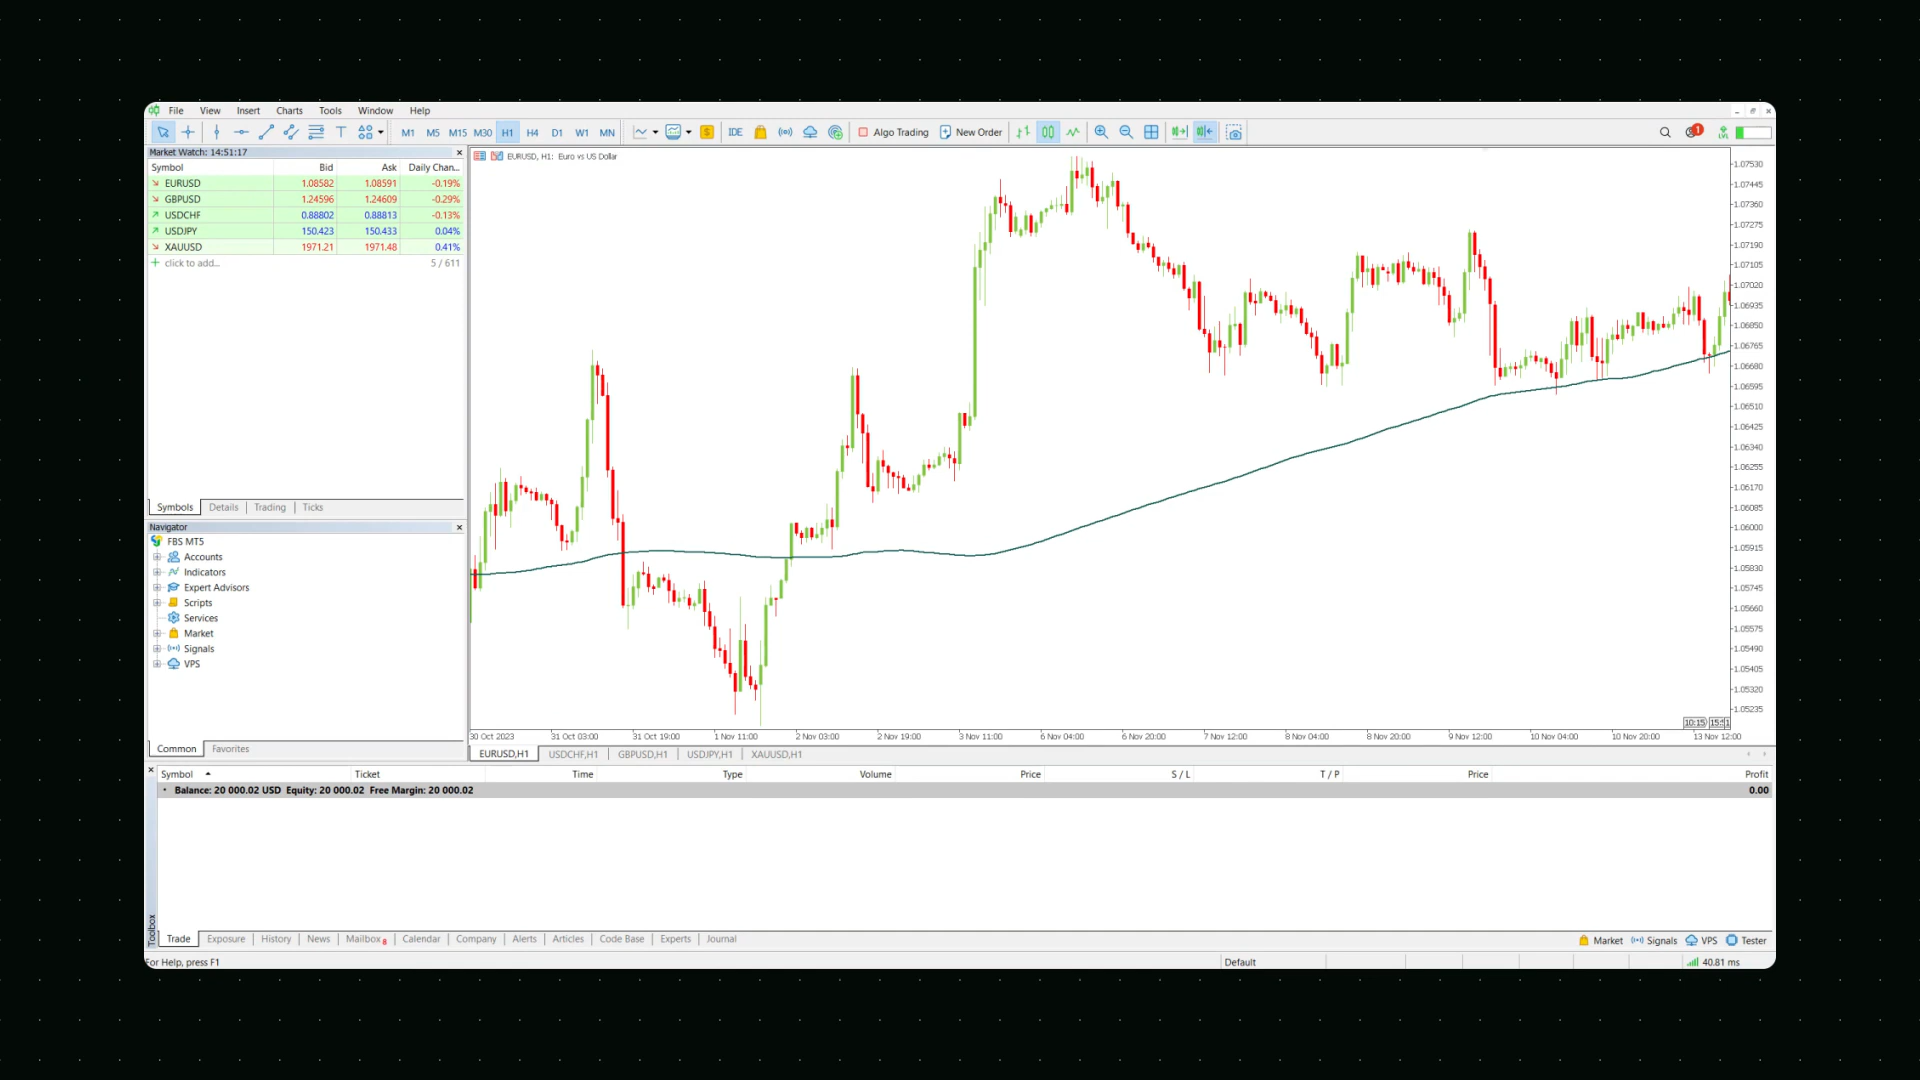 File View Insert Charts Tools Window Help
M1 M5 M15 M30 H1 H4 D1 W1 MN IDE Algo Trading New Order 1
Market Watch: 14:51:17
Symbol Bid Ask Daily Chan...
EURUSD 1.08582 1.08591 -0.19%
GBPUSD 1.24596 1.24609 -0.29%
USDCHF 0.88802 0.88813 -0.13%
USDJPY 150.423 150.433 0.04%
XAUUSD 1971.21 1971.48 0.41%
click to add... 5 / 611
Symbols Details Trading Ticks
Navigator
FBS MT5
Accounts
Indicators
Expert Advisors
Scripts
Services
Market
Signals
VPS
Common Favorites
EURUSD, H1: Euro vs US Dollar
1.07530
1.07445
1.07360
1.07275
1.07190
1.07105
1.07020
1.06935
1.06850
1.06765
1.06680
1.06595
1.06510
1.06425
1.06340
1.06255
1.06170
1.06085
1.06000
1.05915
1.05830
1.05745
1.05660
1.05575
1.05490
1.05405
1.05320
1.05235
10:15
30 Oct 2023 31 Oct 03:00 31 Oct 19:00 1 Nov 11:00 2 Nov 03:00 2 Nov 19:00 3 Nov 11:00 6 Nov 04:00 6 Nov 20:00 7 Nov 12:00 8 Nov 04:00 8 Nov 20:00 9 Nov 12:00 10 Nov 04:00 10 Nov 20:00 13 Nov 12:00
EURUSD,H1 USDCHF,H1 GBPUSD,H1 USDJPY,H1 XAUUSD,H1
Symbol Ticket Time Type Volume Price S / L T / P Price Profit
Balance: 20 000.02 USD Equity: 20 000.02 Free Margin: 20 000.02 0.00
Toolbox
Trade Exposure History News Mailbox 8 Calendar Company Alerts Articles Code Base Experts Journal Market Signals VPS Tester
For Help, press F1 Default 40.81 ms